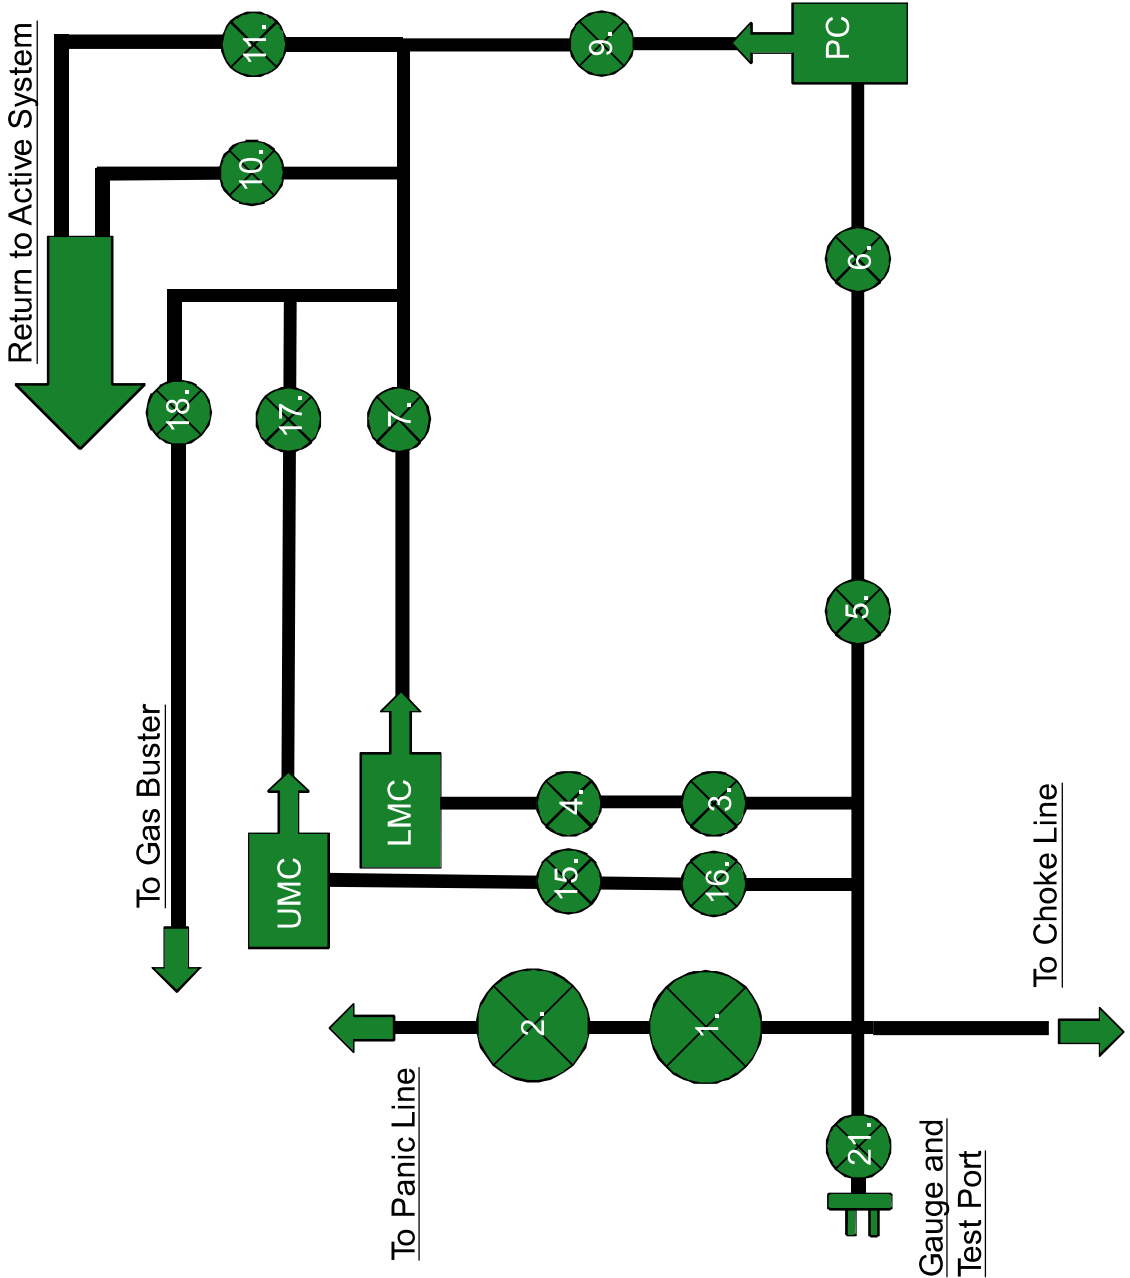 Return to Active System
To Gas Buster
18.
10.
11.
UMC
17.
To Panic Line
LMC
7.
2.
15.
4.
9.
1.
16.
3.
PC
21.
5.
6.
Gauge and
Test Port
To Choke Line